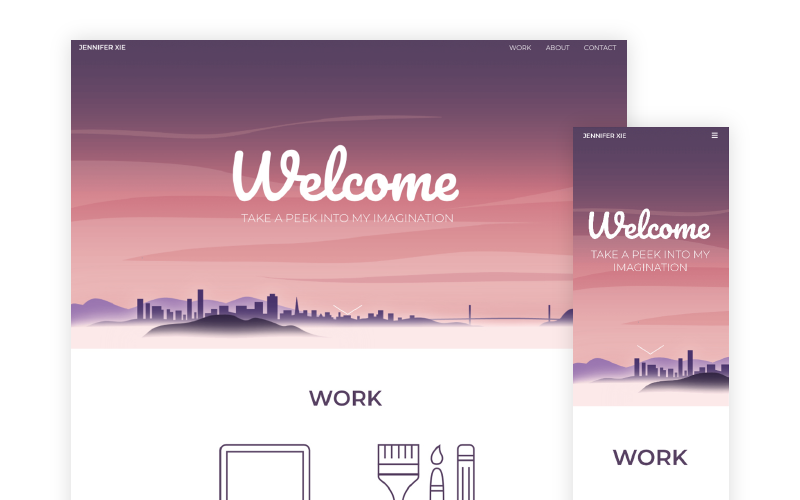 JENNIFER XIE
WORK ABOUT CONTACT
Welcome
TAKE A PEEK INTO MY IMAGINATION
WORK
JENNIFER XIE
Welcome
TAKE A PEEK INTO MY
IMAGINATION
WORK